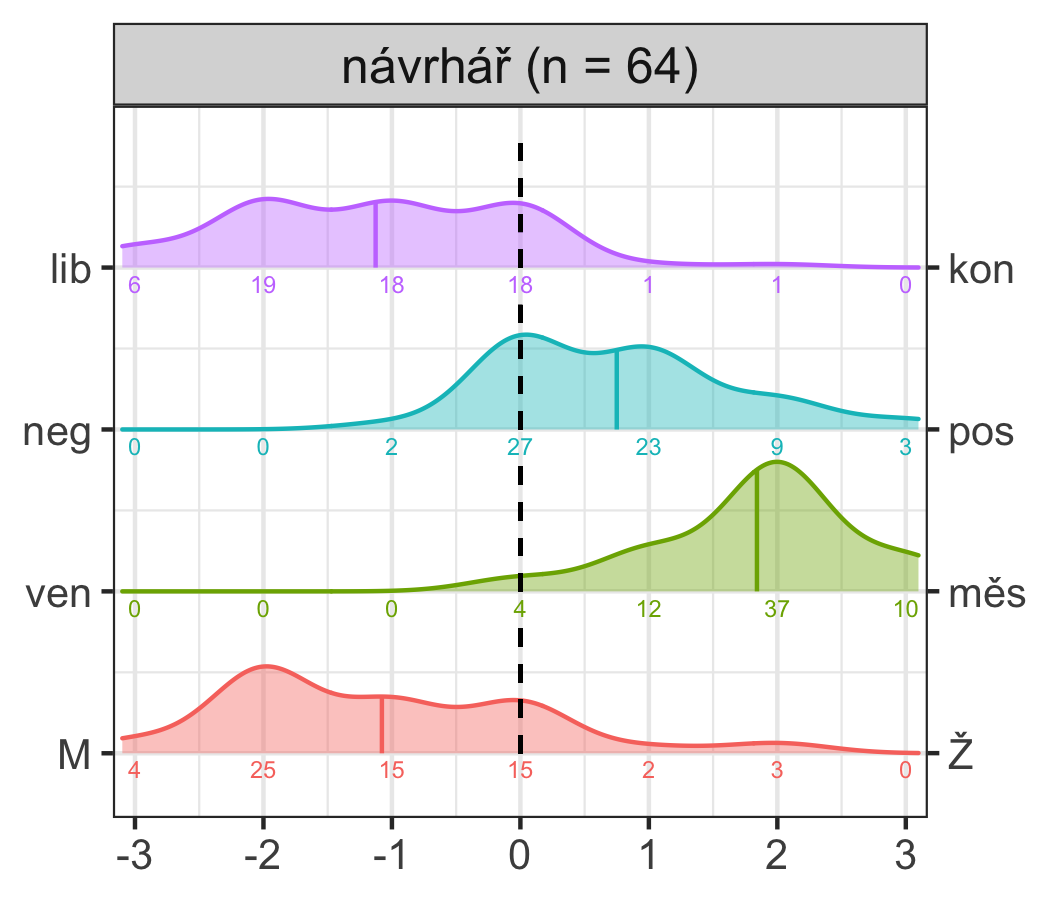 návrhář (n = 64)
lib kon
6 19 18 18 1 1 0
neg pos
0 0 2 27 23 9 3
ven měs
0 0 0 4 12 37 10
M Ž
4 25 15 15 2 3 0
-3 -2 -1 0 1 2 3